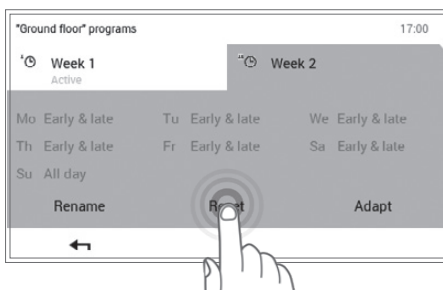 "Ground floor" programs 17:00
Week 1 Week 2
Active
Mo Early & late Tu Early & late We Early & late
Th Early & late Fr Early & late Sa Early & late
Su All day
Rename Reset Adapt